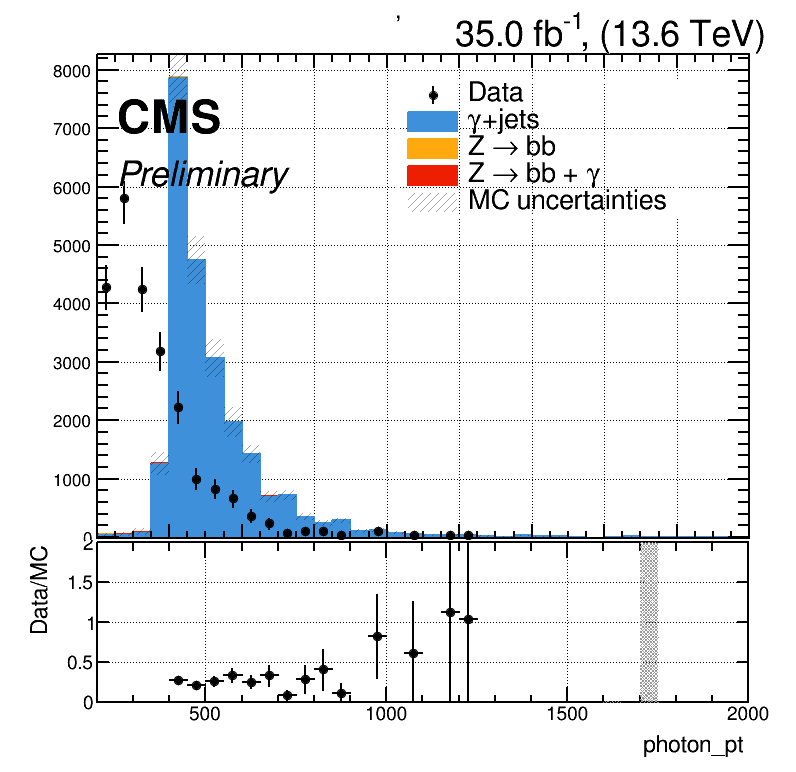 ,
35.0 fb-1, (13.6 TeV)
CMS
Preliminary
Data
γ+jets
Z → bb
Z → bb + γ
MC uncertainties
8000
7000
6000
5000
4000
3000
2000
1000
0
Data/MC
2
1.5
1
0.5
0
500
1000
1500
2000
photon_pt